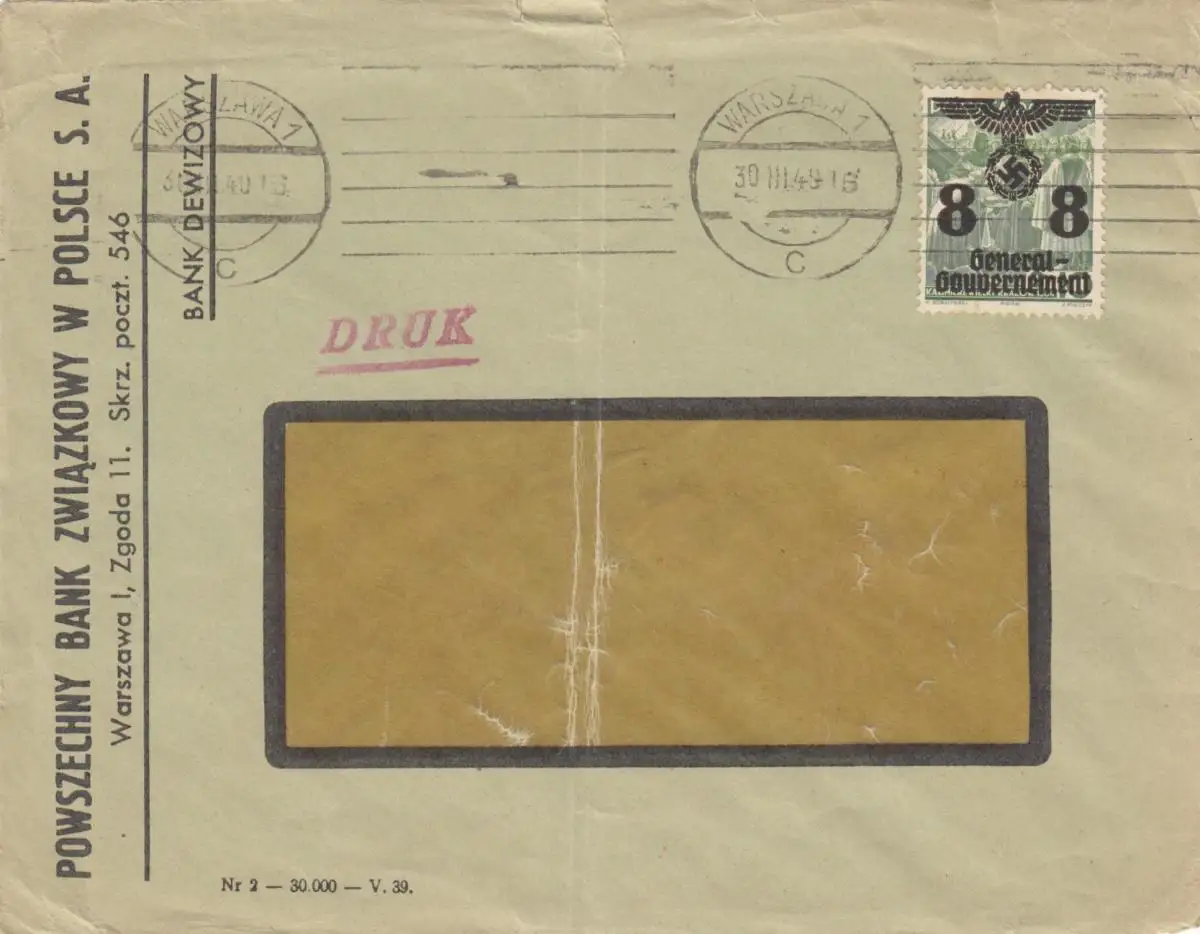 POWSZECHNY BANK ZWIĄZKOWY W POLSCE S. A.
Warszawa I, Zgoda 11. Skrz. poczt. 546
BANK DEWIZOWY
WARSZAWA 1
C
WARSZAWA 1
30 III.40
C
8 8
General-
Gouvernement
DRUK
Nr 2 — 30.000 — V. 39.